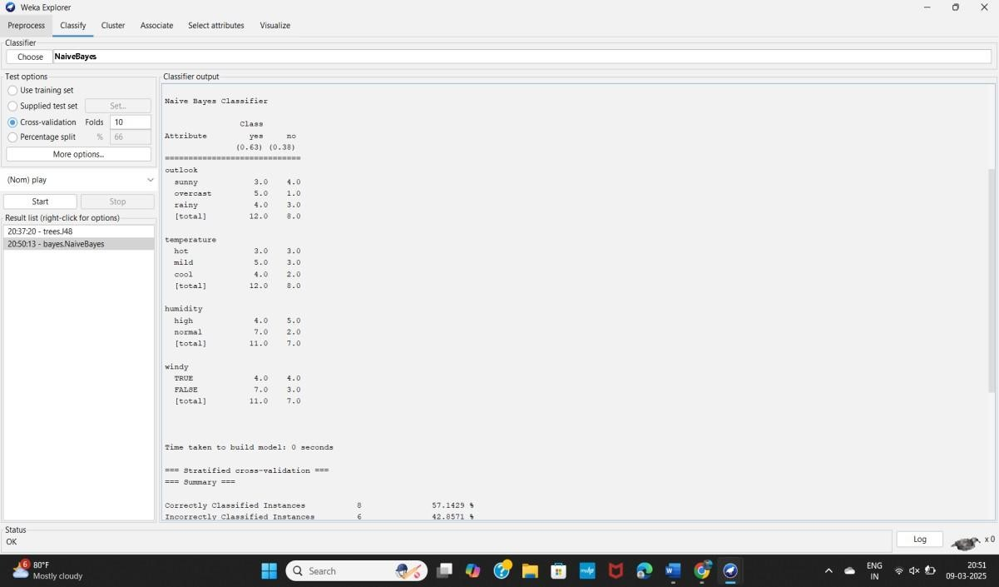 Weka Explorer
Preprocess Classify Cluster Associate Select attributes Visualize
Classifier
Choose NaiveBayes
Test options
Use training set
Supplied test set Set...
Cross-validation Folds 10
Percentage split % 66
More options...
(Nom) play
Start Stop
Result list (right-click for options)
20:37:20 - trees.J48
20:50:13 - bayes.NaiveBayes
Classifier output
Naive Bayes Classifier
Class
Attribute yes no
(0.63) (0.38)
==============================
outlook
sunny 3.0 4.0
overcast 5.0 1.0
rainy 4.0 3.0
[total] 12.0 8.0
temperature
hot 3.0 3.0
mild 5.0 3.0
cool 4.0 2.0
[total] 12.0 8.0
humidity
high 4.0 5.0
normal 7.0 2.0
[total] 11.0 7.0
windy
TRUE 4.0 4.0
FALSE 7.0 3.0
[total] 11.0 7.0
Time taken to build model: 0 seconds
=== Stratified cross-validation ===
=== Summary ===
Correctly Classified Instances 8 57.1429 %
Incorrectly Classified Instances 6 42.8571 %
Status
OK
Log x 0
6 80°F
Mostly cloudy
Search
myhp
ENG
IN
20:51
09-03-2025